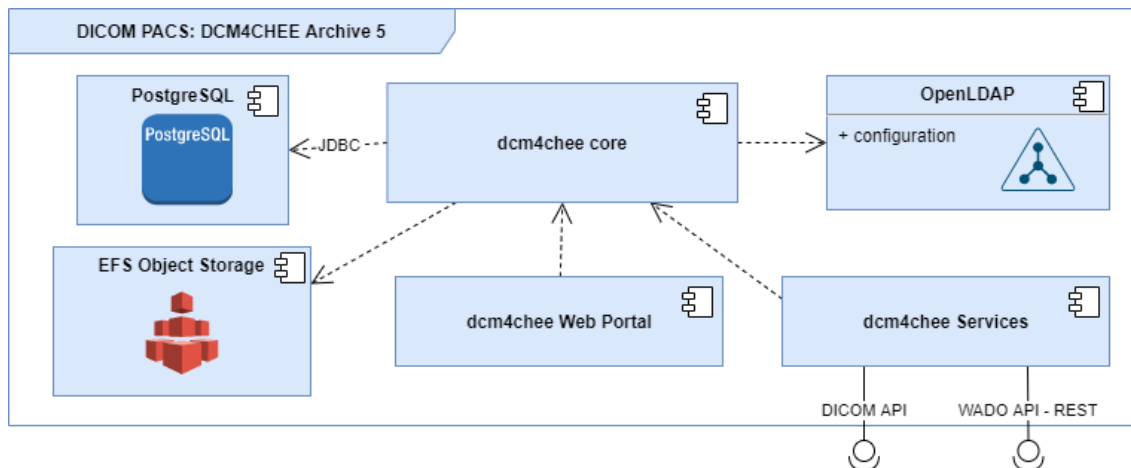 DICOM PACS: DCM4CHEE Archive 5
PostgreSQL
PostgreSQL
JDBC
dcm4chee core
OpenLDAP
+ configuration
EFS Object Storage
dcm4chee Web Portal
dcm4chee Services
DICOM API
WADO API - REST